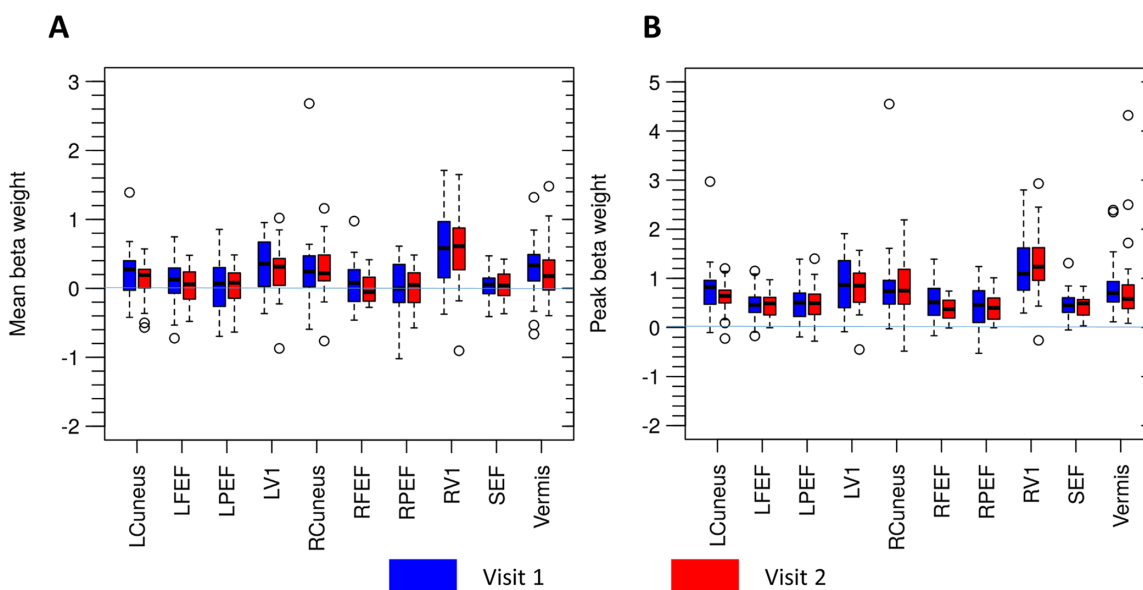 A
B
3
2
1
0
-1
-2
Mean beta weight
LCuneus
LFEF
LPEF
LV1
RCuneus
RFEF
RPEF
RV1
SEF
Vermis
5
4
3
2
1
0
-1
-2
Peak beta weight
LCuneus
LFEF
LPEF
LV1
RCuneus
RFEF
RPEF
RV1
SEF
Vermis
Visit 1
Visit 2